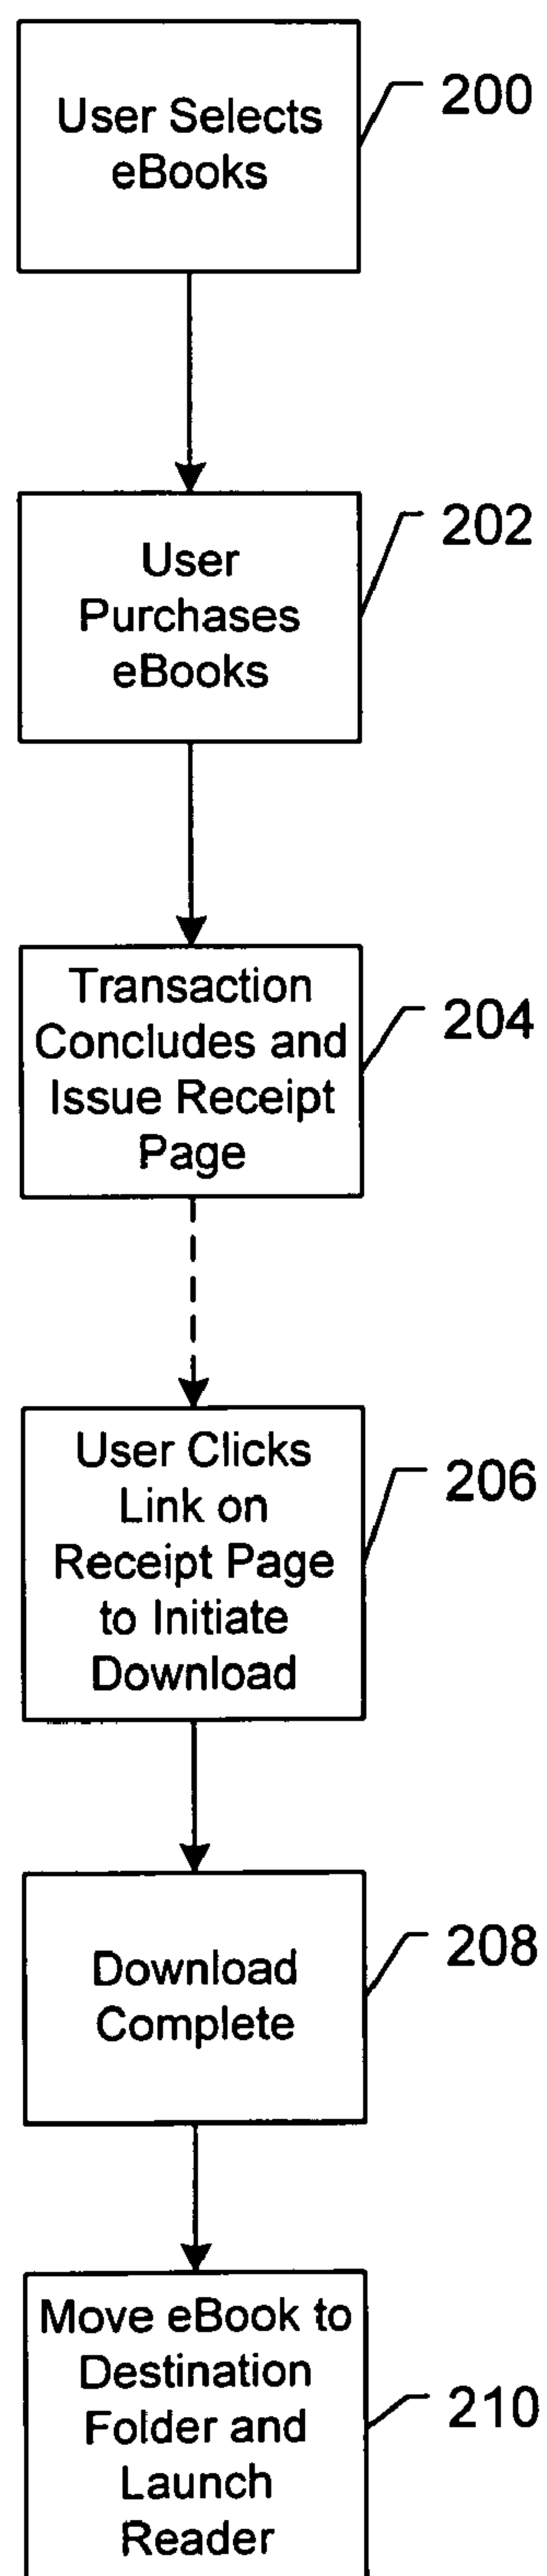 User Selects
eBooks
200
User
Purchases
eBooks
202
Transaction
Concludes and
Issue Receipt
Page
204
User Clicks
Link on
Receipt Page
to Initiate
Download
206
Download
Complete
208
Move eBook to
Destination
Folder and
Launch
Reader
210